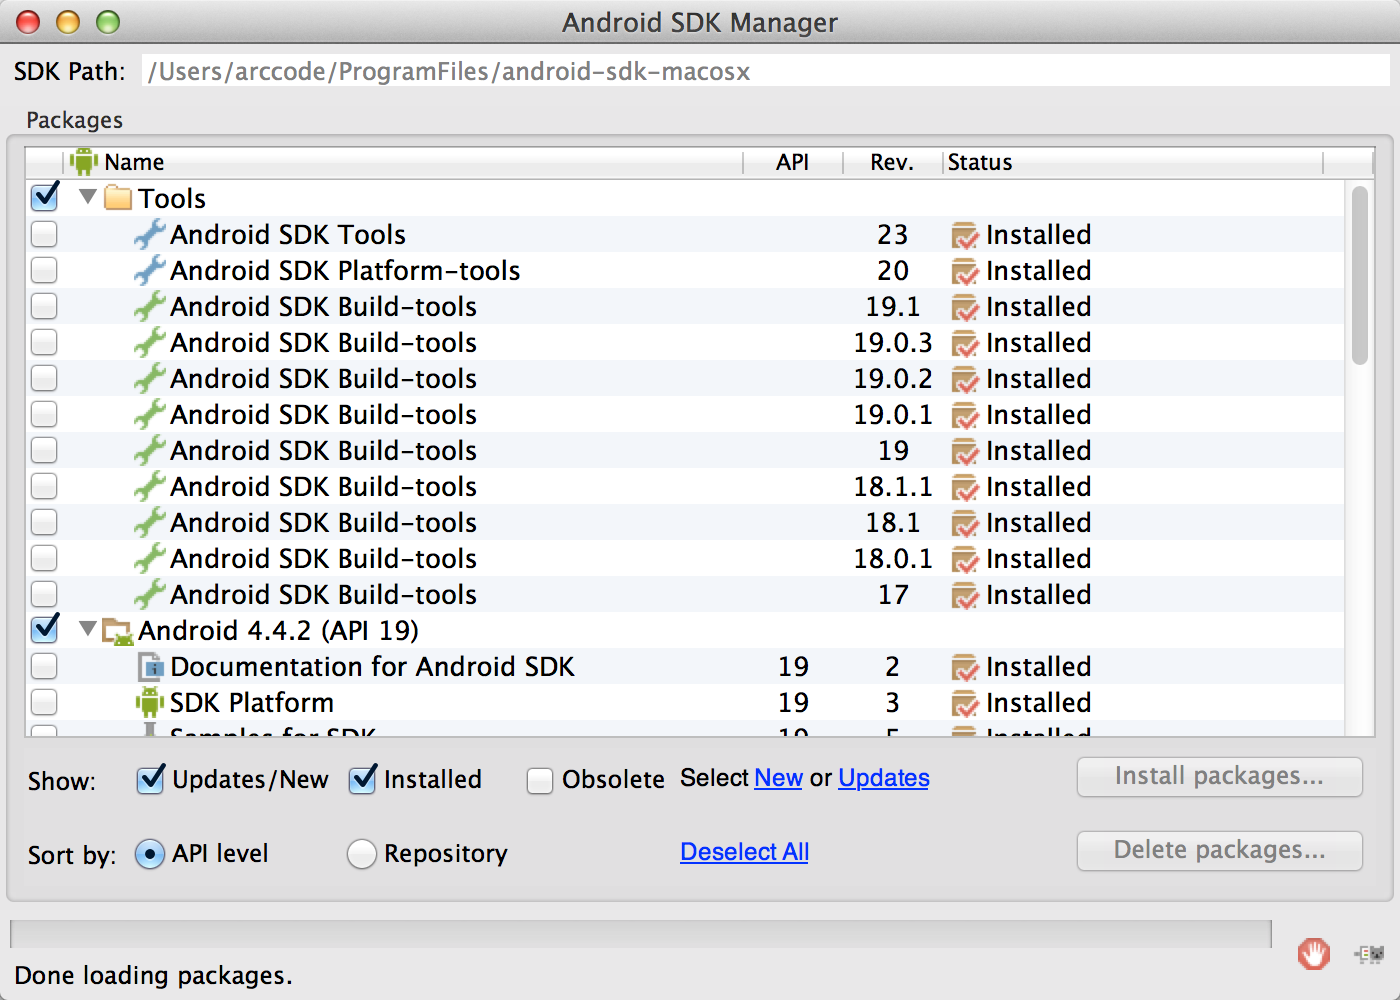 Android SDK Manager
SDK Path: /Users/arccode/ProgramFiles/android-sdk-macosx
Packages
Name API Rev. Status
Tools
Android SDK Tools 23 Installed
Android SDK Platform-tools 20 Installed
Android SDK Build-tools 19.1 Installed
Android SDK Build-tools 19.0.3 Installed
Android SDK Build-tools 19.0.2 Installed
Android SDK Build-tools 19.0.1 Installed
Android SDK Build-tools 19 Installed
Android SDK Build-tools 18.1.1 Installed
Android SDK Build-tools 18.1 Installed
Android SDK Build-tools 18.0.1 Installed
Android SDK Build-tools 17 Installed
Android 4.4.2 (API 19)
Documentation for Android SDK 19 2 Installed
SDK Platform 19 3 Installed
Samples for SDK 19 5 Installed
Show: Updates/New Installed Obsolete Select New or Updates Install packages...
Sort by: API level Repository Deselect All Delete packages...
Done loading packages.